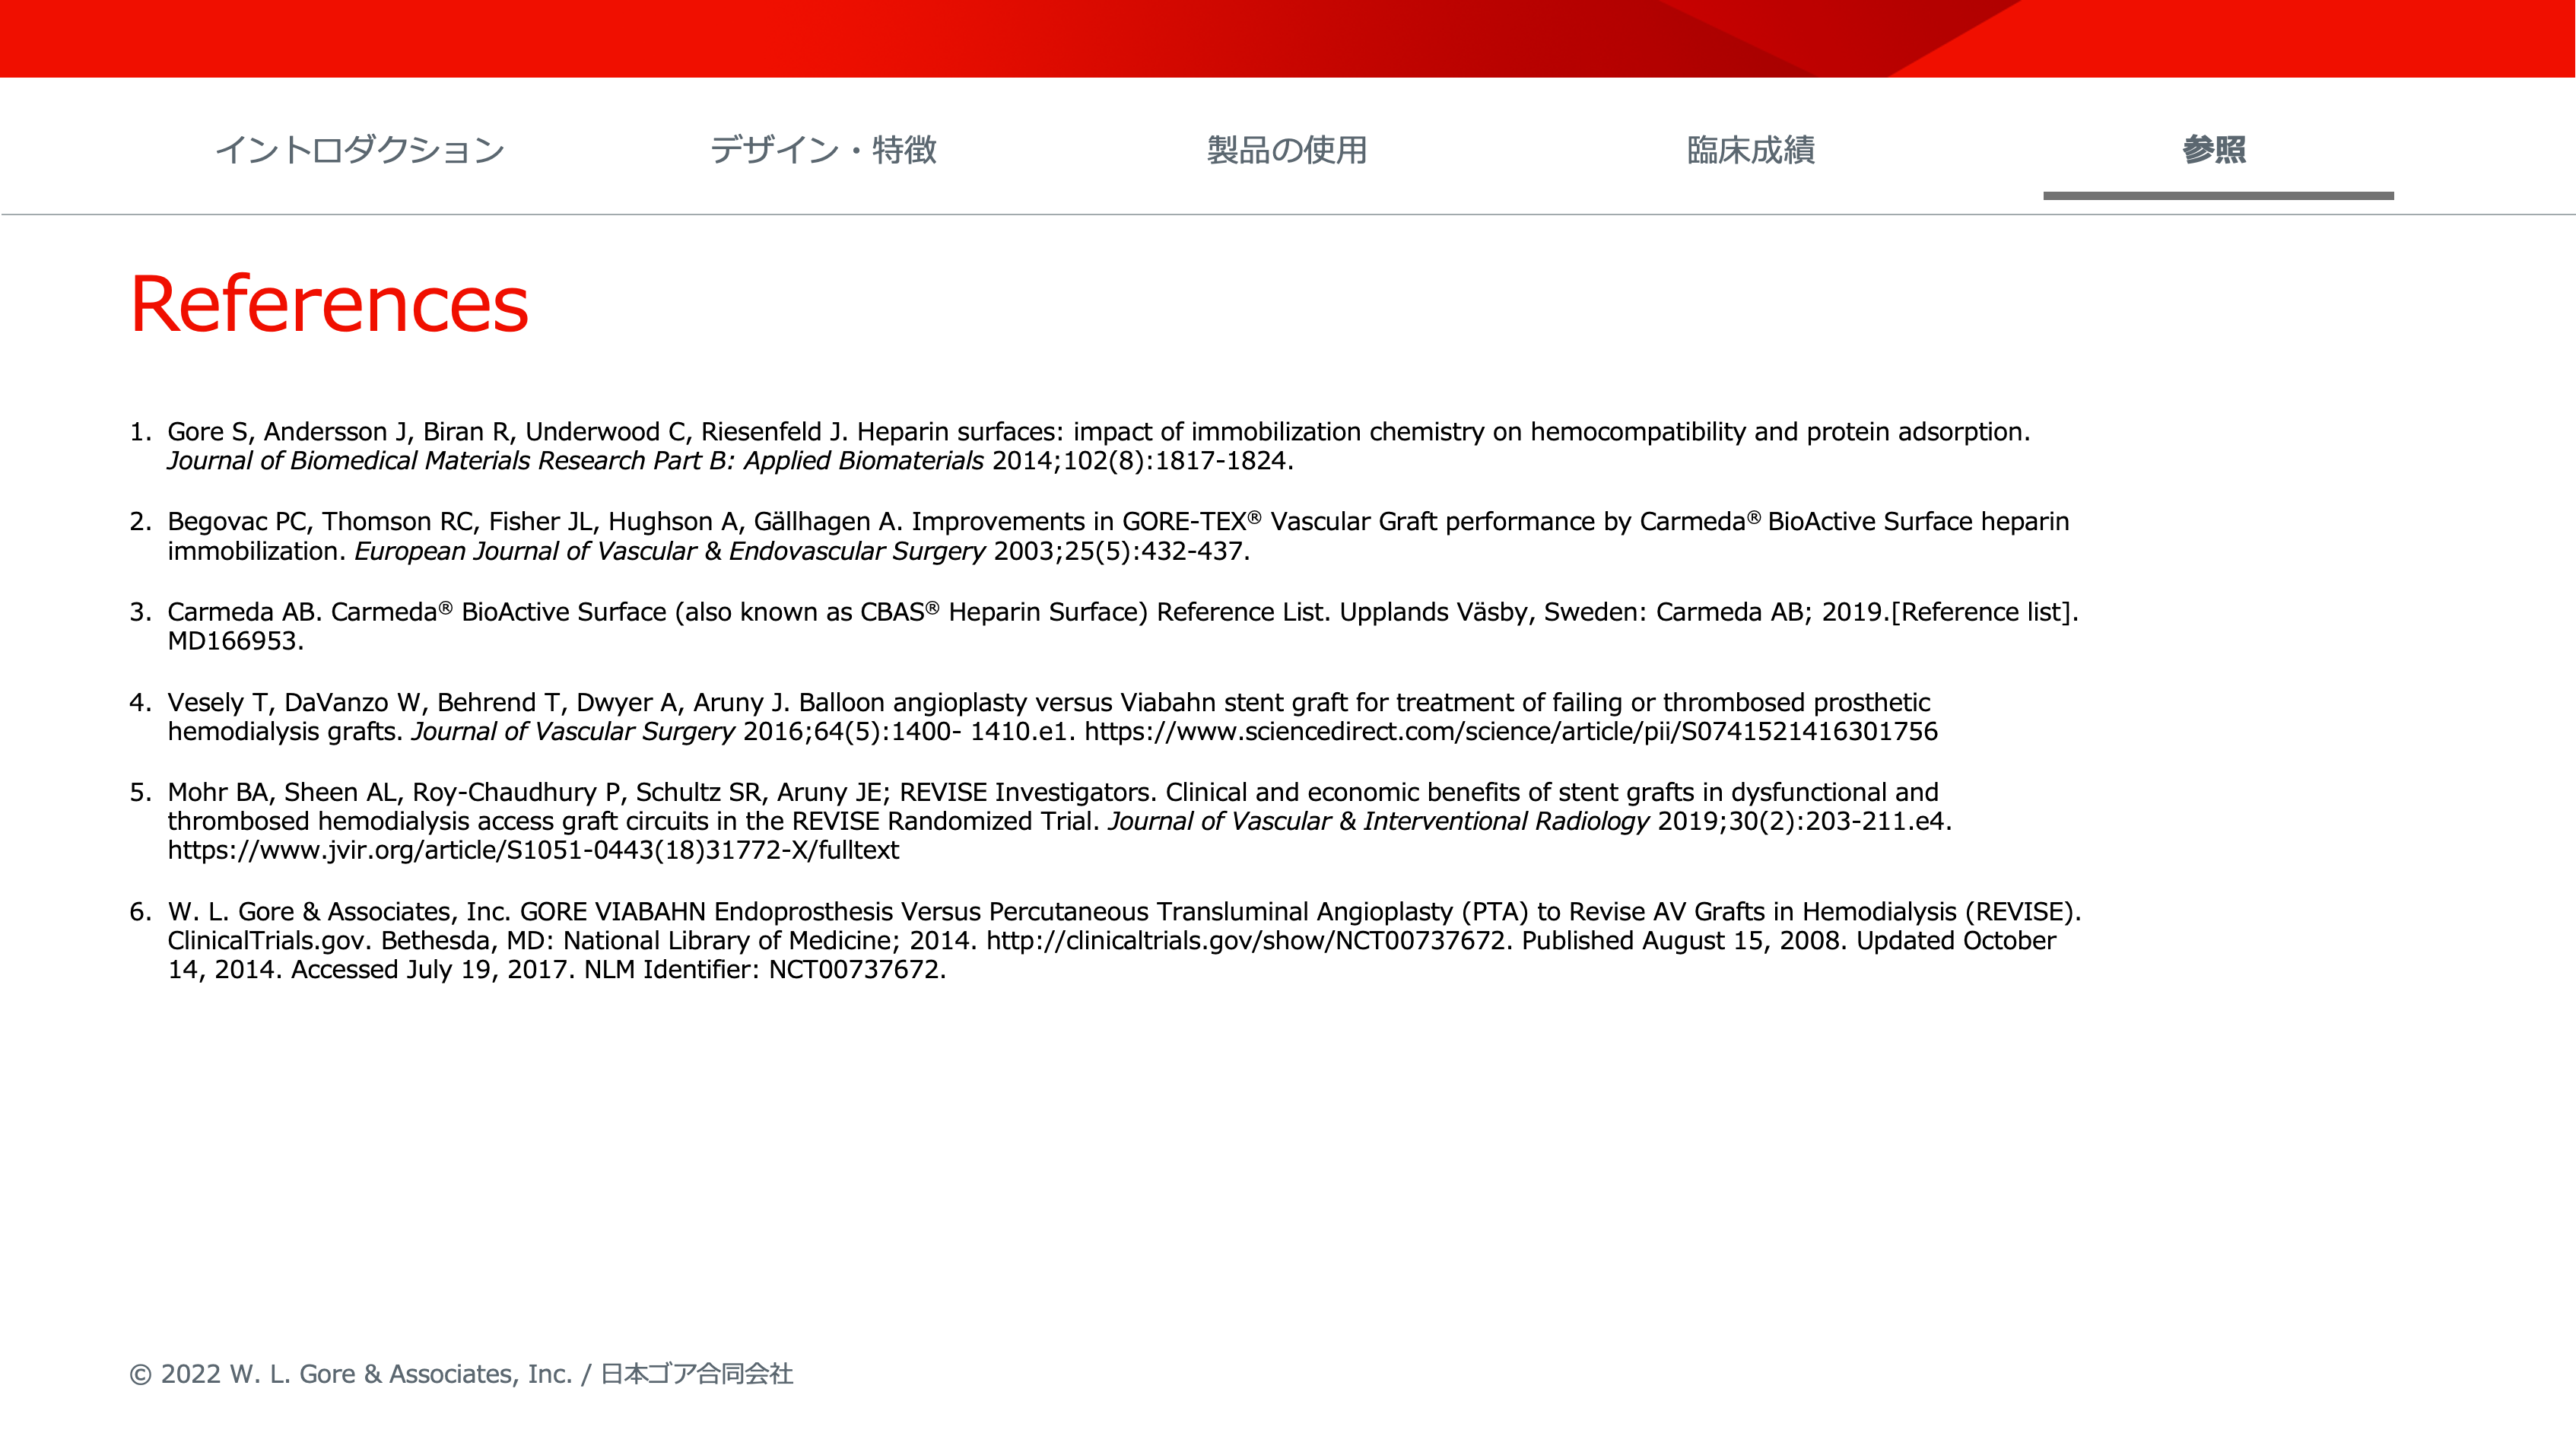 イントロダクション デザイン・特徴 製品の使用 臨床成績 参照
References
1. Gore S, Andersson J, Biran R, Underwood C, Riesenfeld J. Heparin surfaces: impact of immobilization chemistry on hemocompatibility and protein adsorption.
Journal of Biomedical Materials Research Part B: Applied Biomaterials 2014;102(8):1817-1824.
2. Begovac PC, Thomson RC, Fisher JL, Hughson A, Gällhagen A. Improvements in GORE-TEX® Vascular Graft performance by Carmeda® BioActive Surface heparin
immobilization. European Journal of Vascular & Endovascular Surgery 2003;25(5):432-437.
3. Carmeda AB. Carmeda® BioActive Surface (also known as CBAS® Heparin Surface) Reference List. Upplands Väsby, Sweden: Carmeda AB; 2019.[Reference list].
MD166953.
4. Vesely T, DaVanzo W, Behrend T, Dwyer A, Aruny J. Balloon angioplasty versus Viabahn stent graft for treatment of failing or thrombosed prosthetic
hemodialysis grafts. Journal of Vascular Surgery 2016;64(5):1400- 1410.e1. https://www.sciencedirect.com/science/article/pii/S0741521416301756
5. Mohr BA, Sheen AL, Roy-Chaudhury P, Schultz SR, Aruny JE; REVISE Investigators. Clinical and economic benefits of stent grafts in dysfunctional and
thrombosed hemodialysis access graft circuits in the REVISE Randomized Trial. Journal of Vascular & Interventional Radiology 2019;30(2):203-211.e4.
https://www.jvir.org/article/S1051-0443(18)31772-X/fulltext
6. W. L. Gore & Associates, Inc. GORE VIABAHN Endoprosthesis Versus Percutaneous Transluminal Angioplasty (PTA) to Revise AV Grafts in Hemodialysis (REVISE).
ClinicalTrials.gov. Bethesda, MD: National Library of Medicine; 2014. http://clinicaltrials.gov/show/NCT00737672. Published August 15, 2008. Updated October
14, 2014. Accessed July 19, 2017. NLM Identifier: NCT00737672.
© 2022 W. L. Gore & Associates, Inc. / 日本ゴア合同会社